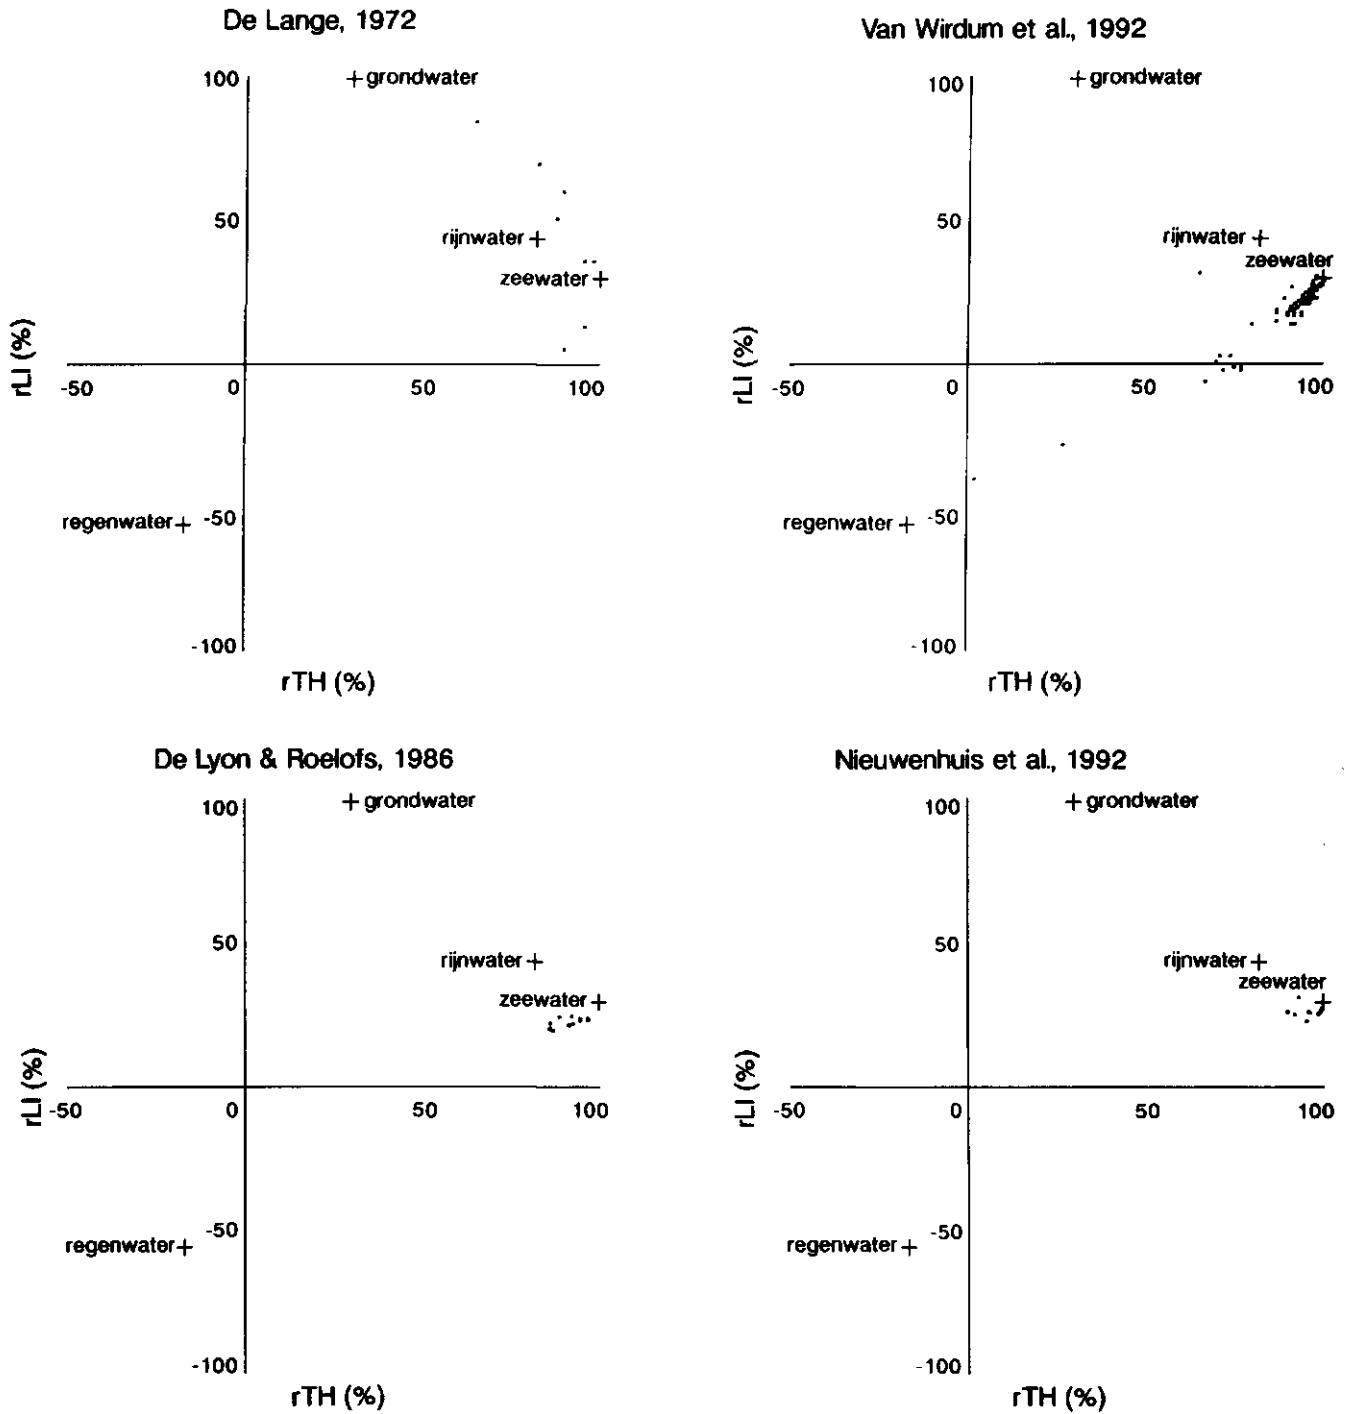 De Lange, 1972
100
grondwater
50
rijnwater
zeewater
rLI (%)
-50
0
50
100
regenwater
-50
-100
rTH (%)
Van Wirdum et al., 1992
100
grondwater
50
rijnwater
zeewater
rLI (%)
-50
0
50
100
regenwater
-50
-100
rTH (%)
De Lyon & Roelofs, 1986
100
grondwater
50
rijnwater
zeewater
rLI (%)
-50
0
50
100
regenwater
-50
-100
rTH (%)
Nieuwenhuis et al., 1992
100
grondwater
50
rijnwater
zeewater
rLI (%)
-50
0
50
100
regenwater
-50
-100
rTH (%)